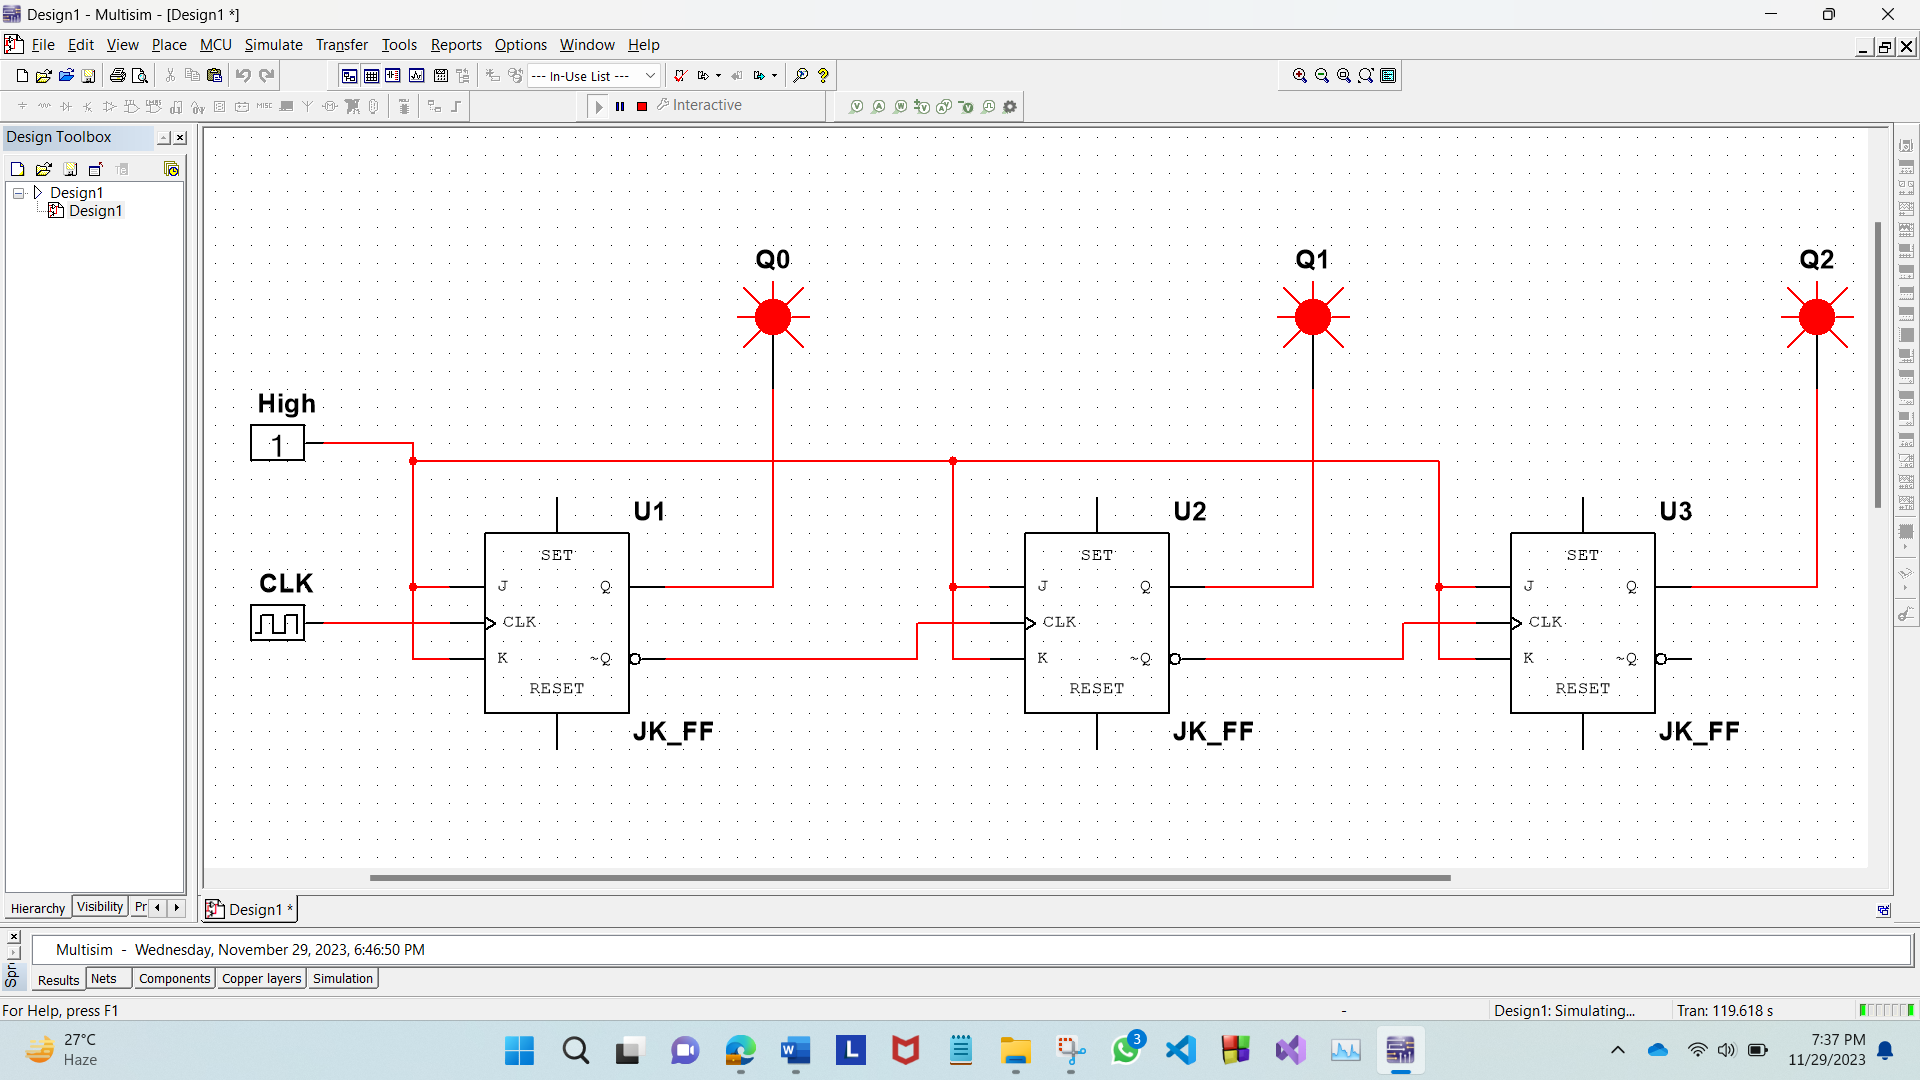 Design1 - Multisim - [Design1 *]
File Edit View Place MCU Simulate Transfer Tools Reports Options Window Help
--- In-Use List ---
MISC Interactive
Design Toolbox
Design1
Design1
Q0 Q1 Q2
High
1
U1 U2 U3
SET SET SET
CLK
J Q J Q J Q
CLK CLK CLK
K ~Q K ~Q K ~Q
RESET RESET RESET
JK_FF JK_FF JK_FF
Hierarchy Visibility Pr
Design1 *
Multisim - Wednesday, November 29, 2023, 6:46:50 PM
Spr
Results Nets Components Copper layers Simulation
For Help, press F1 - Design1: Simulating... Tran: 119.618 s
27°C
Haze
3
7:37 PM
11/29/2023